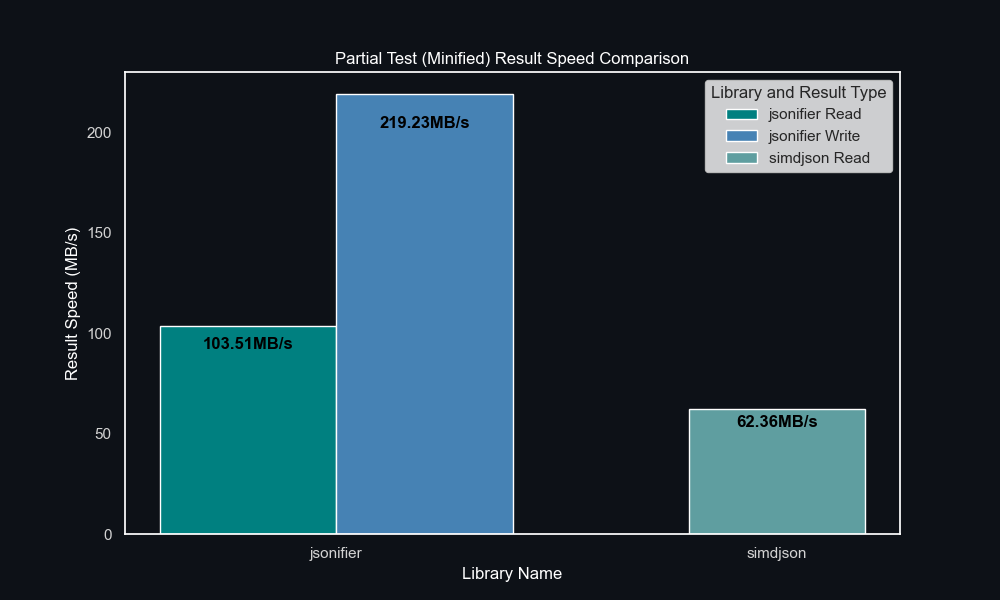 Partial Test (Minified) Result Speed Comparison
Library and Result Type
jsonifier Read
jsonifier Write
simdjson Read
Result Speed (MB/s)
200
150
100
50
0
219.23MB/s
103.51MB/s
62.36MB/s
jsonifier
simdjson
Library Name